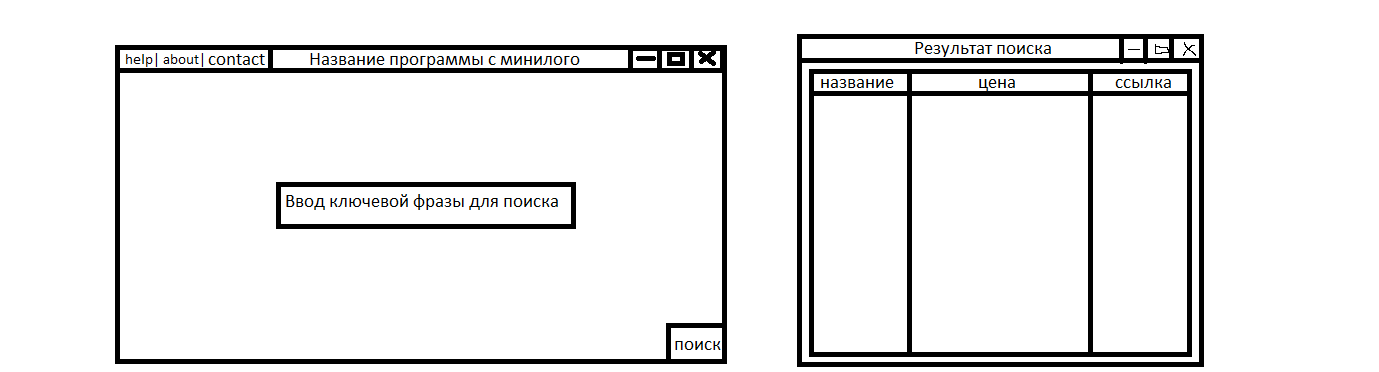 help| about| contact
Название программы с минилого
Ввод ключевой фразы для поиска
поиск
Результат поиска
название
цена
ссылка